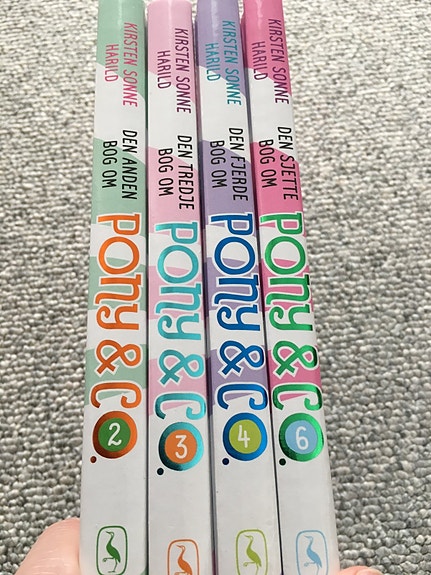 KIRSTEN SONNE
HARILD
DEN ANDEN
BOG OM
PONY & CO.
2
KIRSTEN SONNE
HARILD
DEN TREDJE
BOG OM
PONY & CO.
3
KIRSTEN SONNE
HARILD
DEN FJERDE
BOG OM
PONY & CO.
4
KIRSTEN SONNE
HARILD
DEN SJETTE
BOG OM
PONY & CO.
6